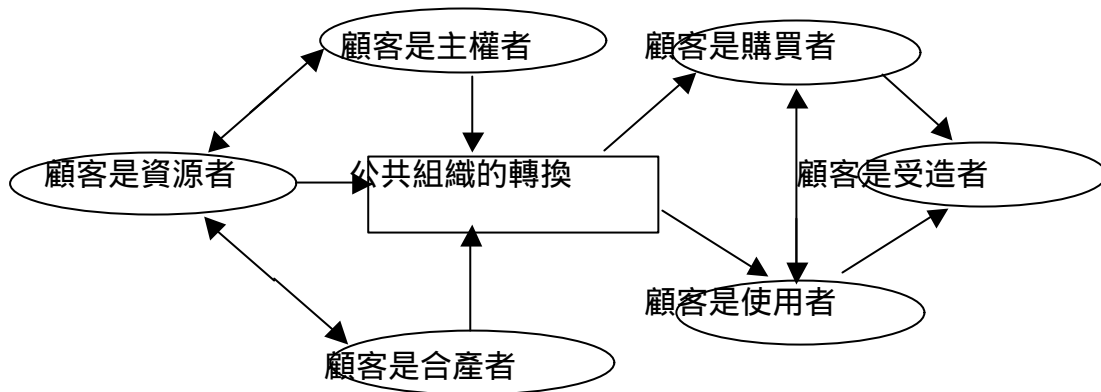 顧客是主權者
顧客是購買者
顧客是資源者
公共組織的轉換
顧客是受造者
顧客是使用者
顧客是合產者